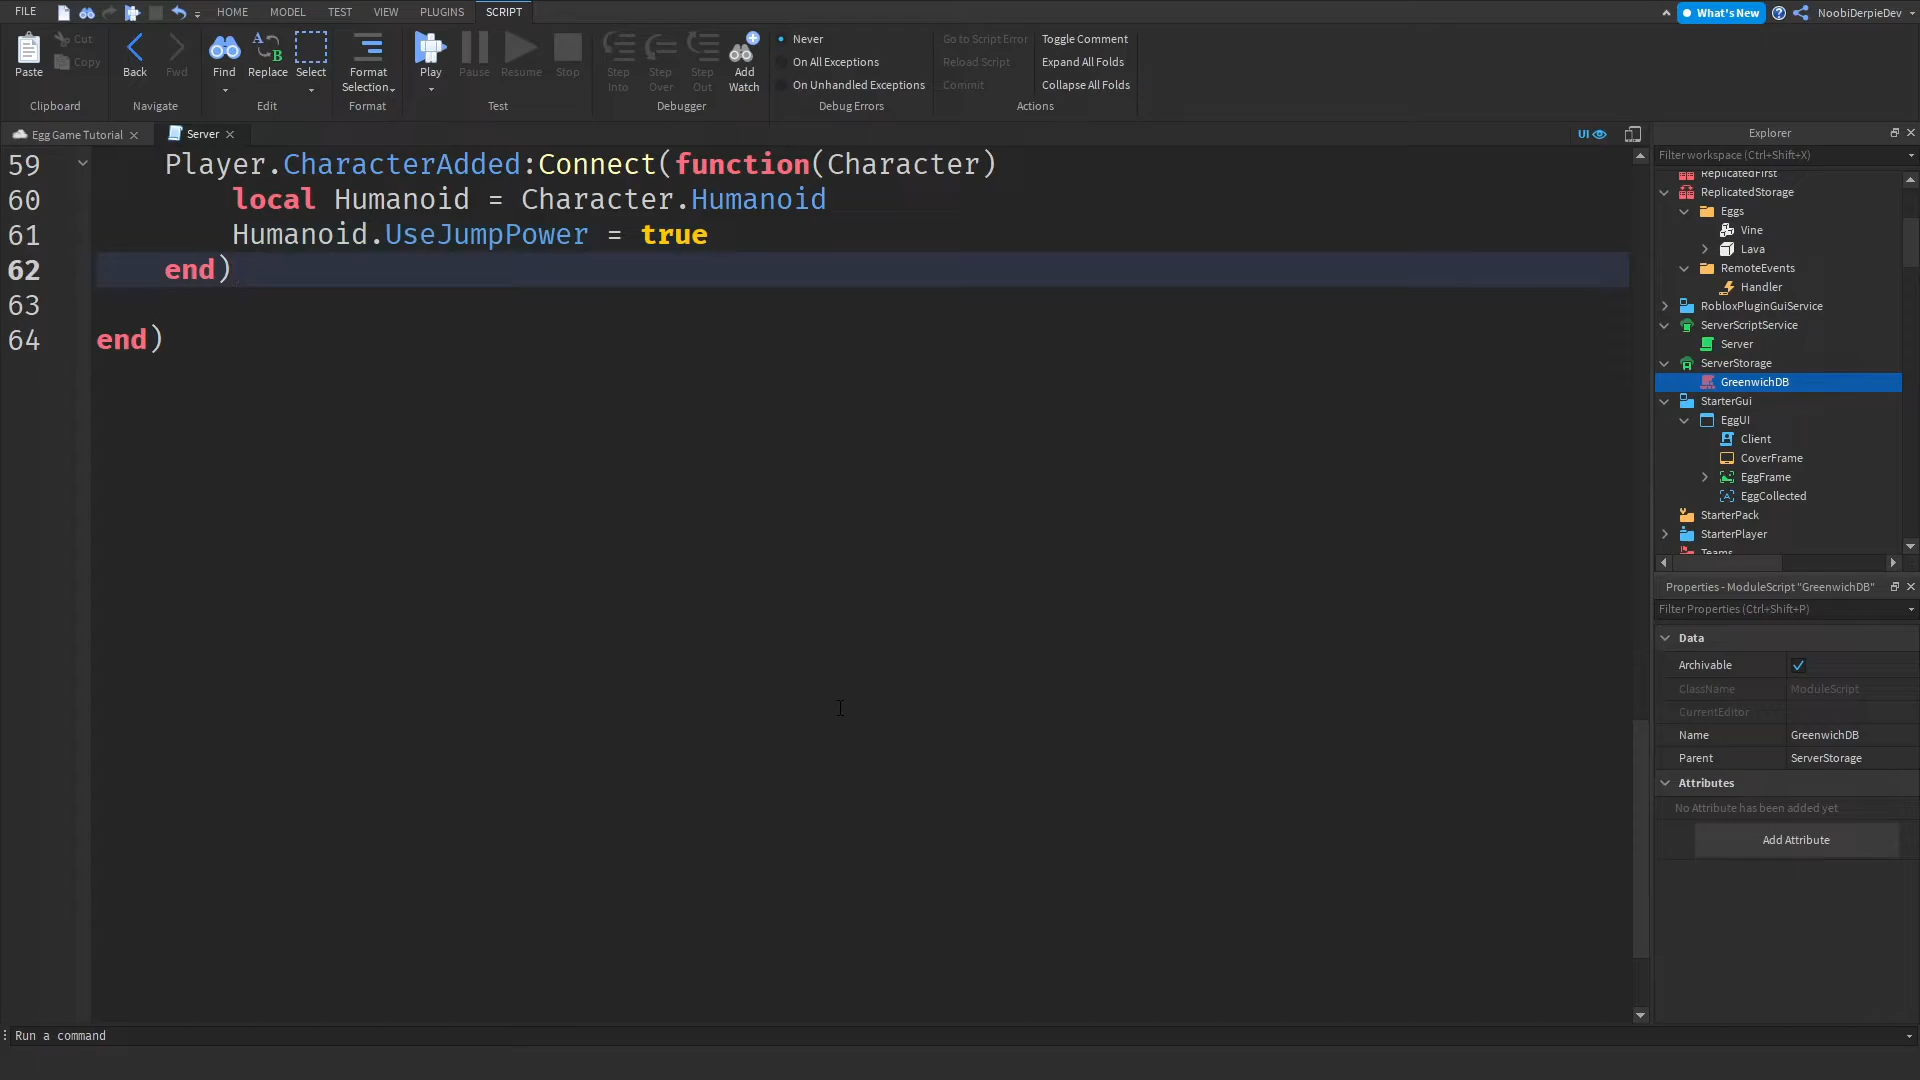 FILE
HOME
MODEL
TEST
VIEW
PLUGINS
SCRIPT
What's New
NoobiDerpieDev
Paste
Cut
Copy
Clipboard
Back
Fwd
Navigate
Find
Replace
Select
Edit
Format
Selection
Format
Play
Pause
Resume
Stop
Test
Step
Into
Step
Over
Step
Out
Add
Watch
Debugger
Never
On All Exceptions
On Unhandled Exceptions
Debug Errors
Go to Script Error
Reload Script
Commit
Toggle Comment
Expand All Folds
Collapse All Folds
Actions
Egg Game Tutorial
Server
UI
59 Player.CharacterAdded:Connect(function(Character)
60 local Humanoid = Character.Humanoid
61 Humanoid.UseJumpPower = true
62 end)
63
64 end)
Run a command
Explorer
Filter workspace (Ctrl+Shift+X)
ReplicatedFirst
ReplicatedStorage
Eggs
Vine
Lava
RemoteEvents
Handler
RobloxPluginGuiService
ServerScriptService
Server
ServerStorage
GreenwichDB
StarterGui
EggUI
Client
CoverFrame
EggFrame
EggCollected
StarterPack
StarterPlayer
Teams
Properties - ModuleScript "GreenwichDB"
Filter Properties (Ctrl+Shift+P)
Data
Archivable
ClassName ModuleScript
CurrentEditor
Name GreenwichDB
Parent ServerStorage
Attributes
No Attribute has been added yet
Add Attribute